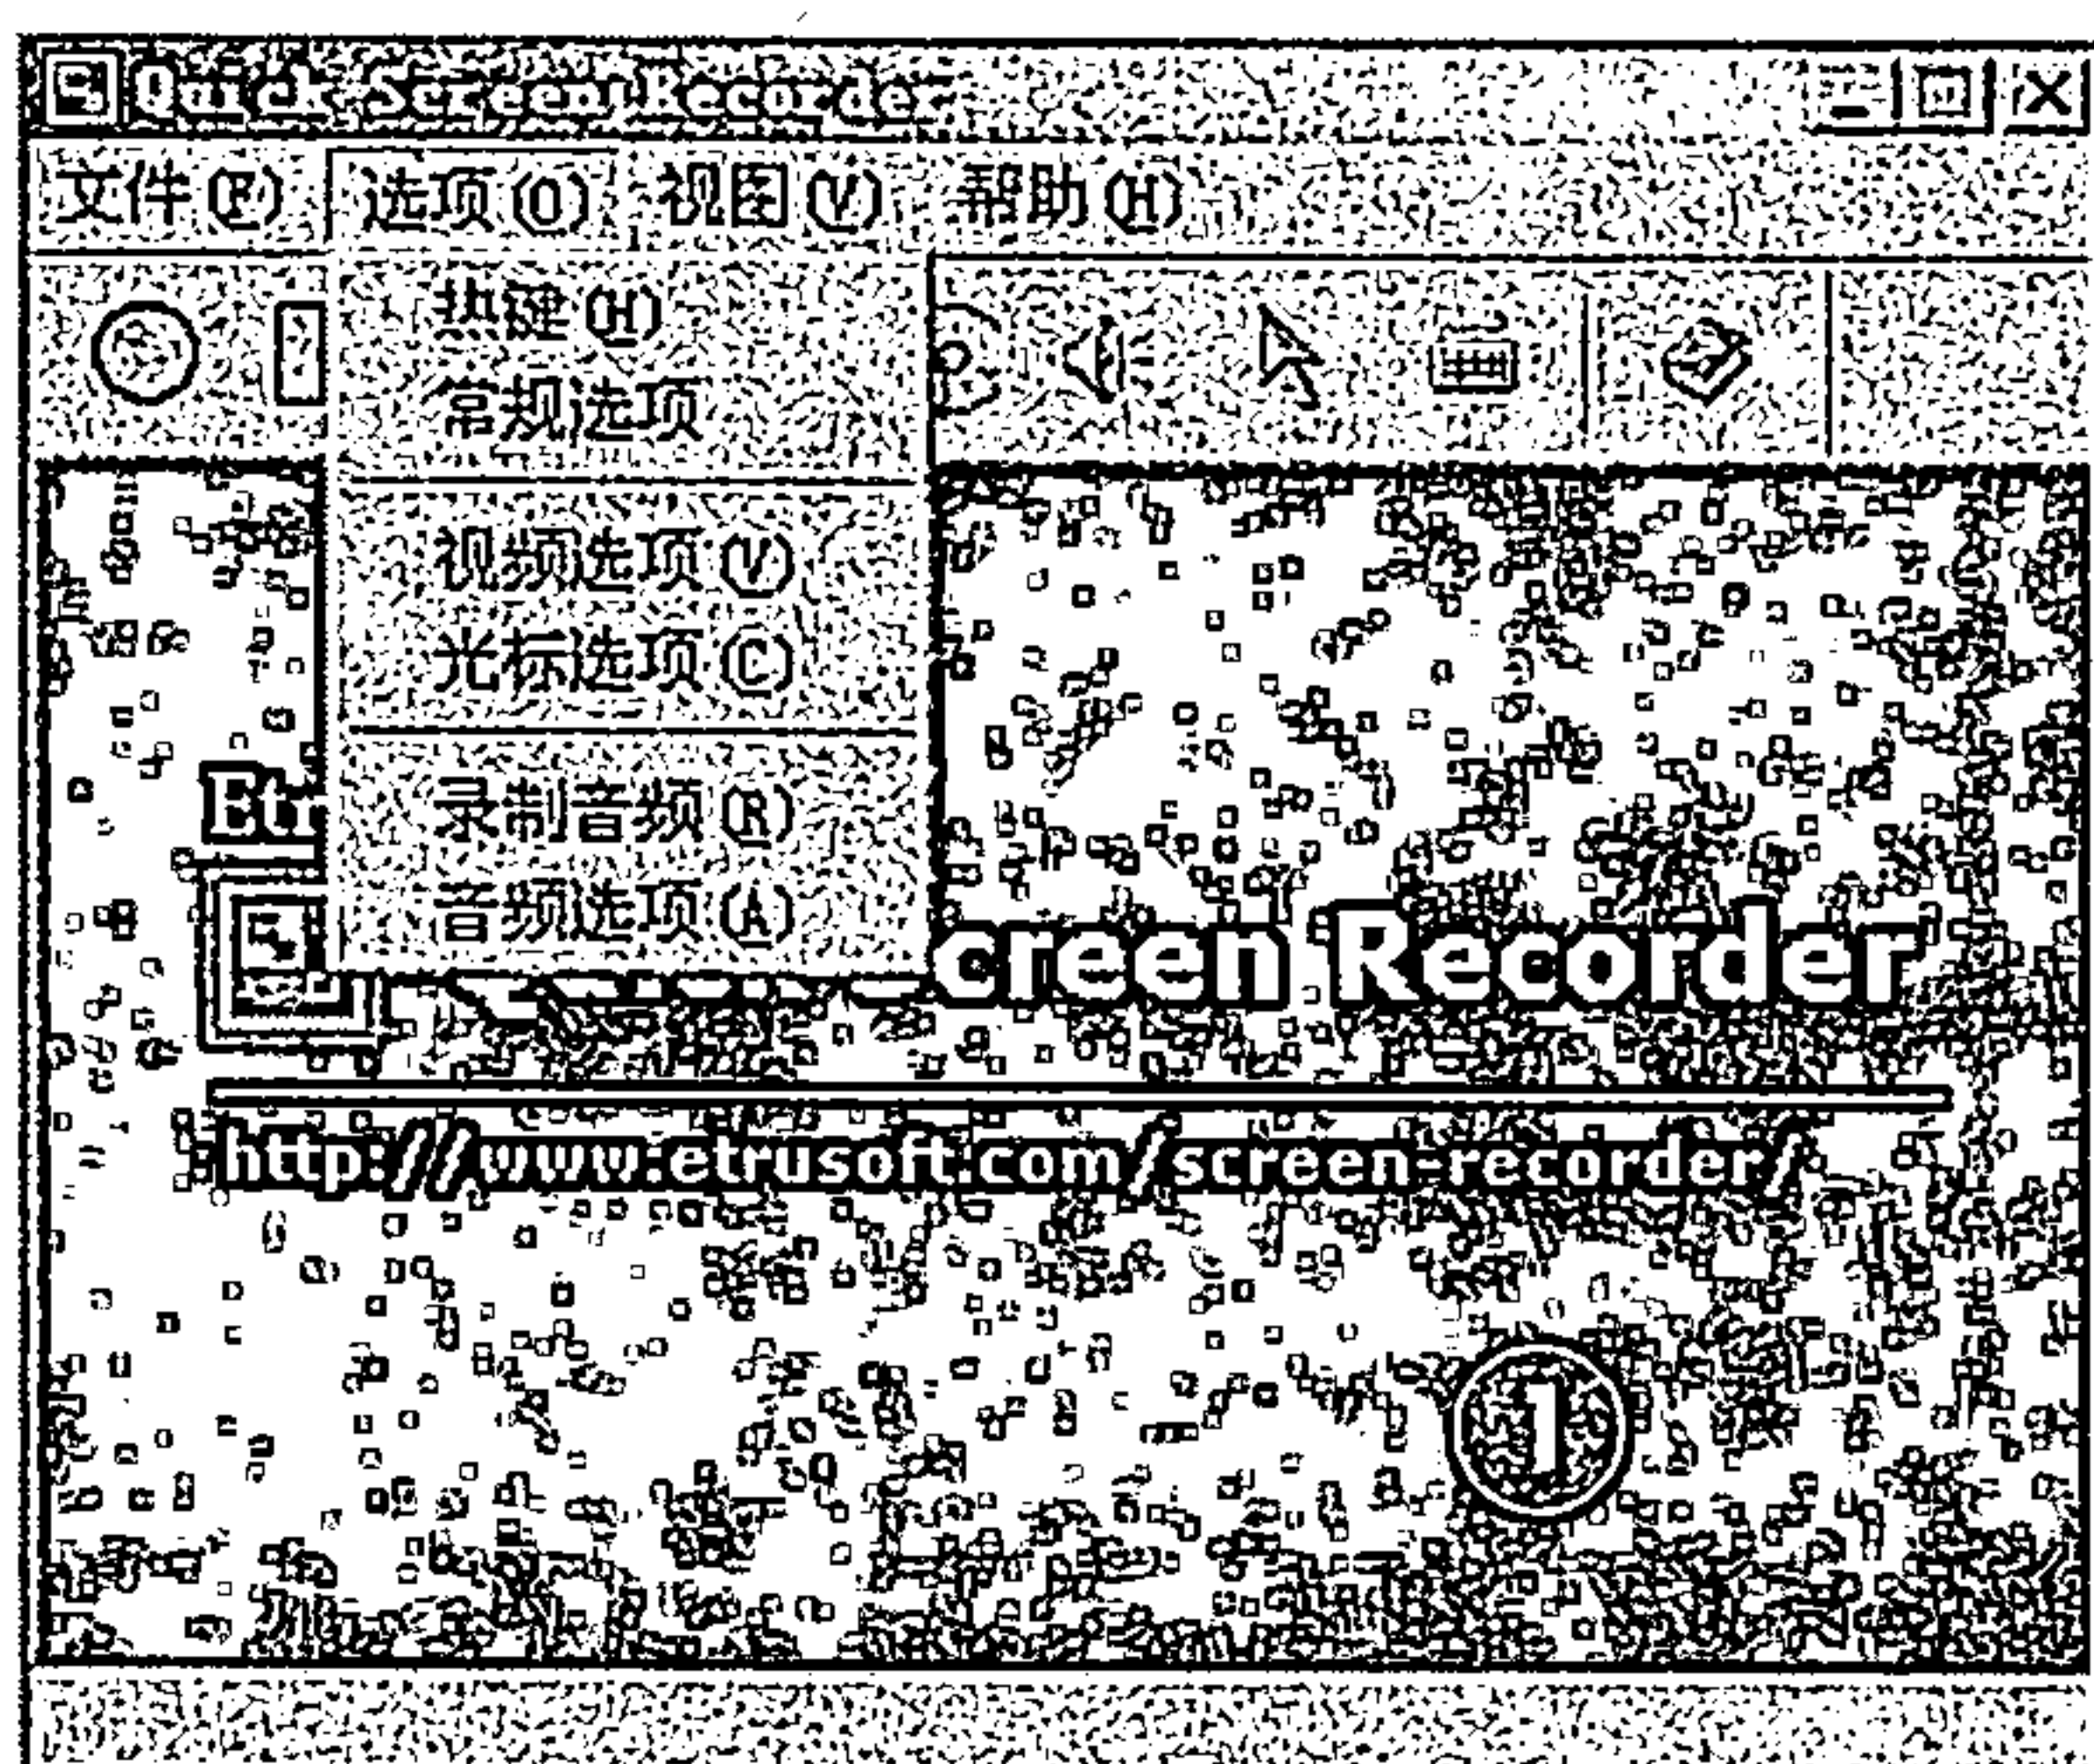 Quick Screen Recorder
文件(F) 选项(O) 视图(V) 帮助(H)
热键(H)
常规选项
视频选项(V)
光标选项(C)
录制音频(R)
音频选项(A)
Etr
creen Recorder
http://www.etrusoft.com/screen-recorder/
1